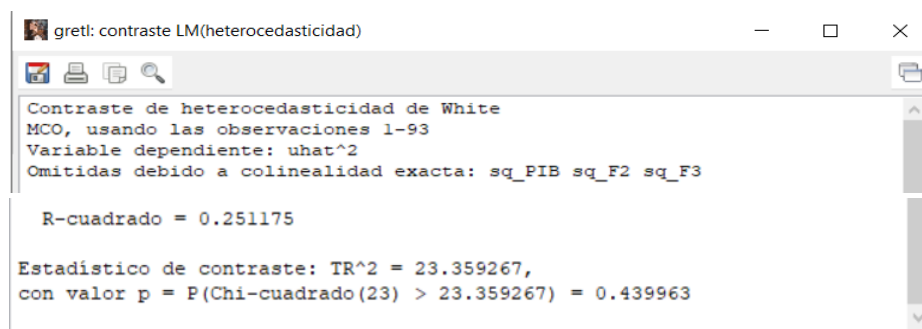 gretl: contraste LM(heterocedasticidad)
Contraste de heterocedasticidad de White
MCO, usando las observaciones 1-93
Variable dependiente: uhat^2
Omitidas debido a colinealidad exacta: sq_PIB sq_F2 sq_F3
R-cuadrado = 0.251175
Estadístico de contraste: TR^2 = 23.359267,
con valor p = P(Chi-cuadrado(23) > 23.359267) = 0.439963